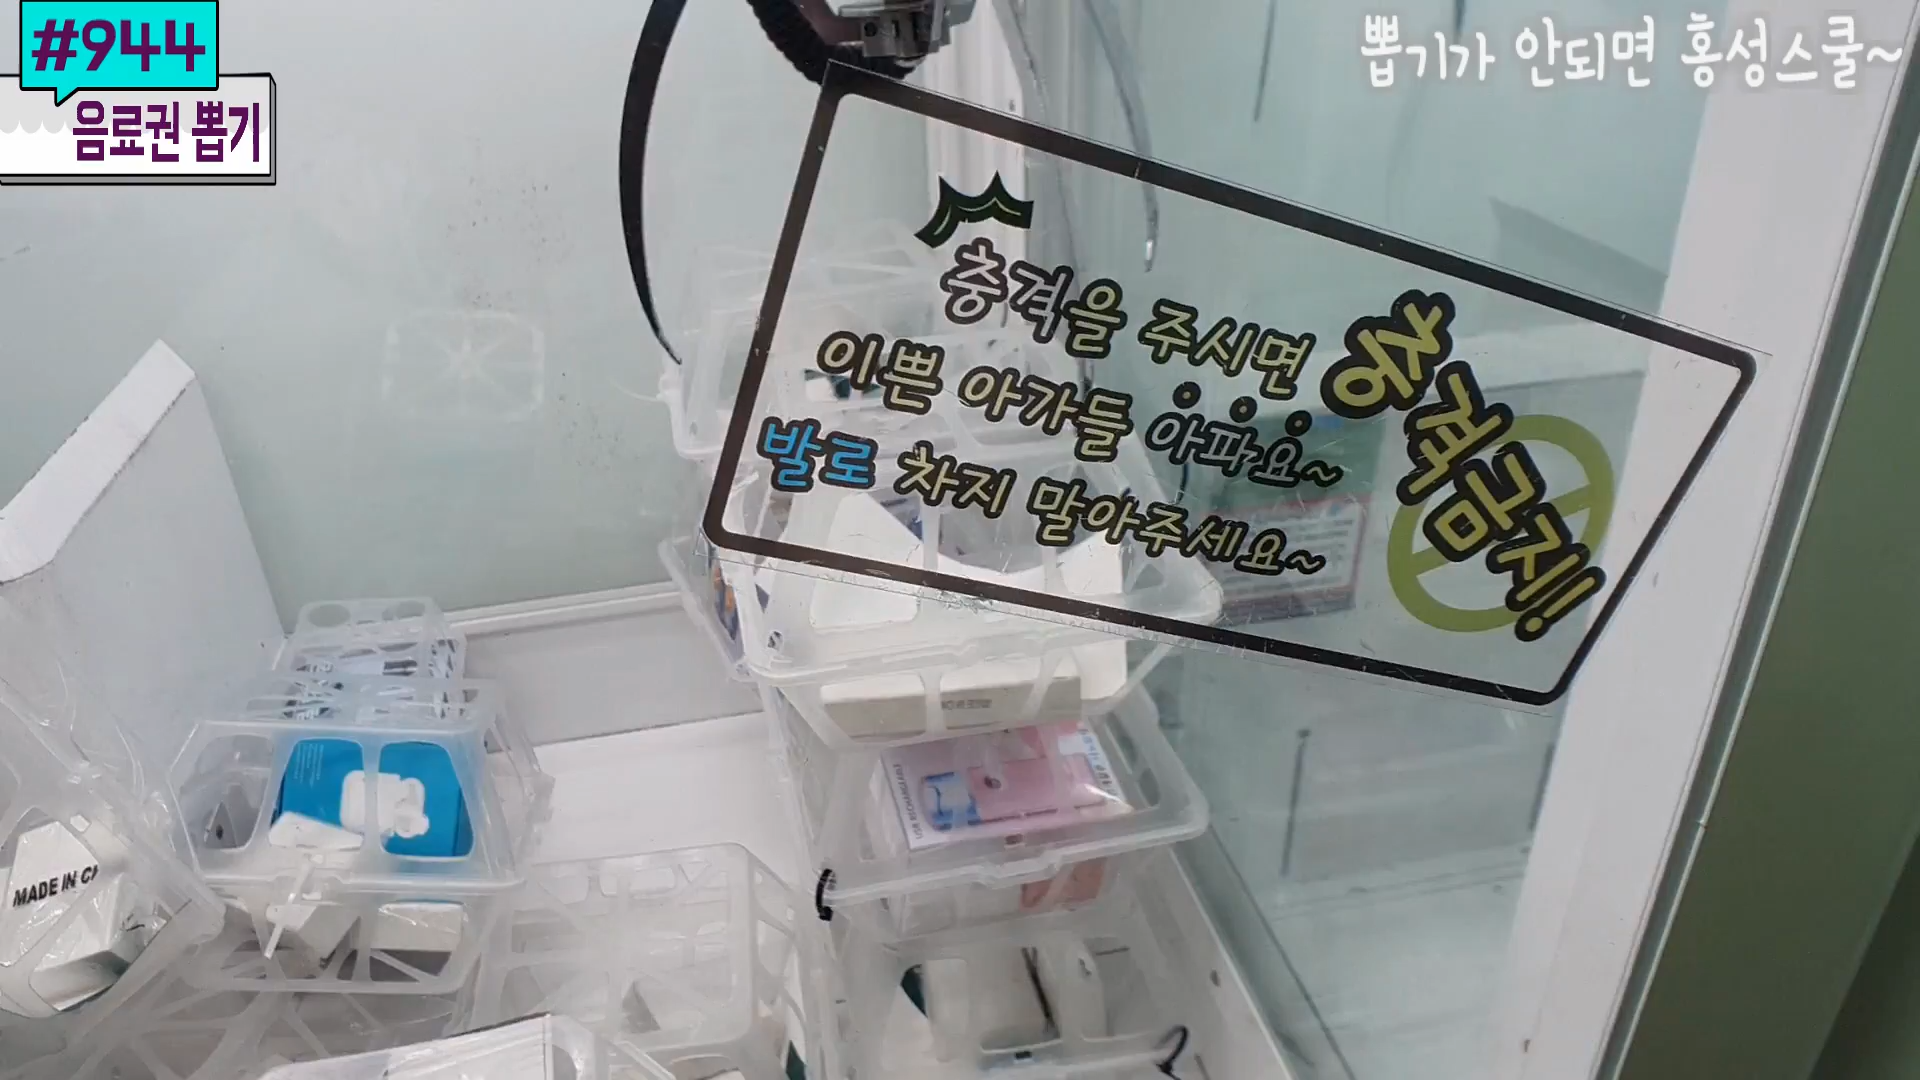 #944
음료권 뽑기
뽑기가 안되면 홍성스쿨~
충격을 주시면
이쁜 아가들 아파요~
발로 차지 말아주세요~
충격금지!
MADE IN C